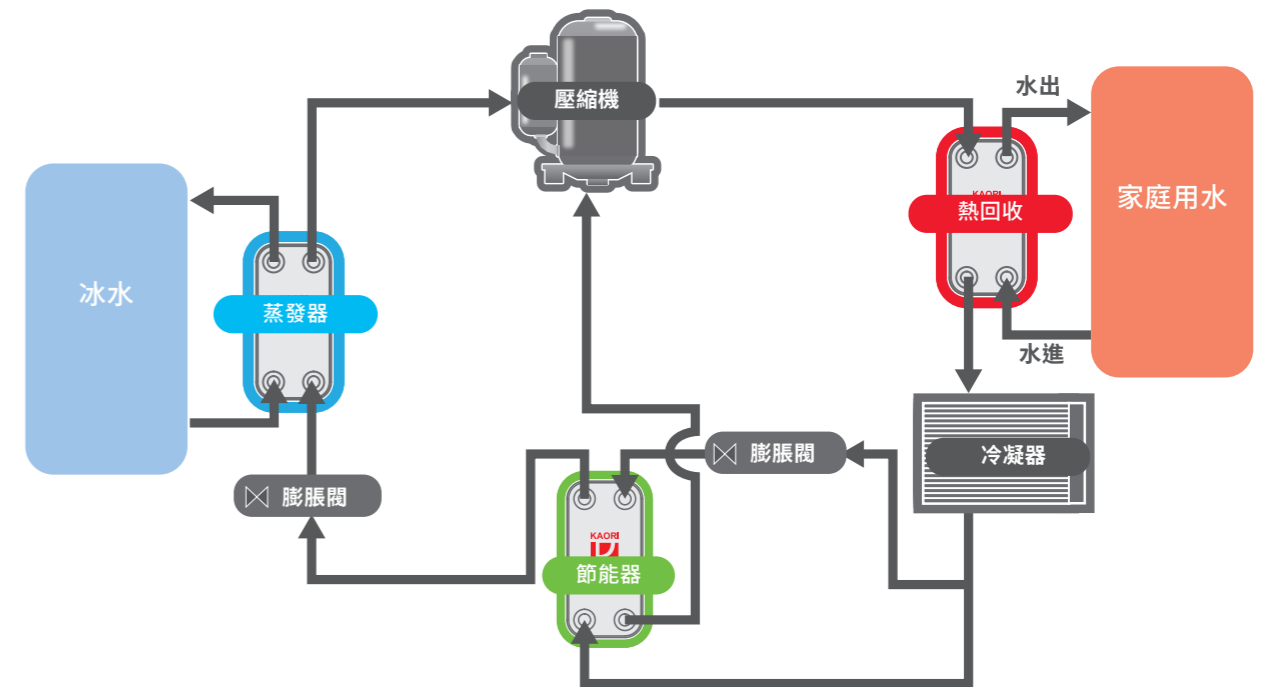 壓縮機
水出
KAORI
熱回收
家庭用水
冰水
蒸發器
水進
膨脹閥
冷凝器
膨脹閥
KAORI
節能器